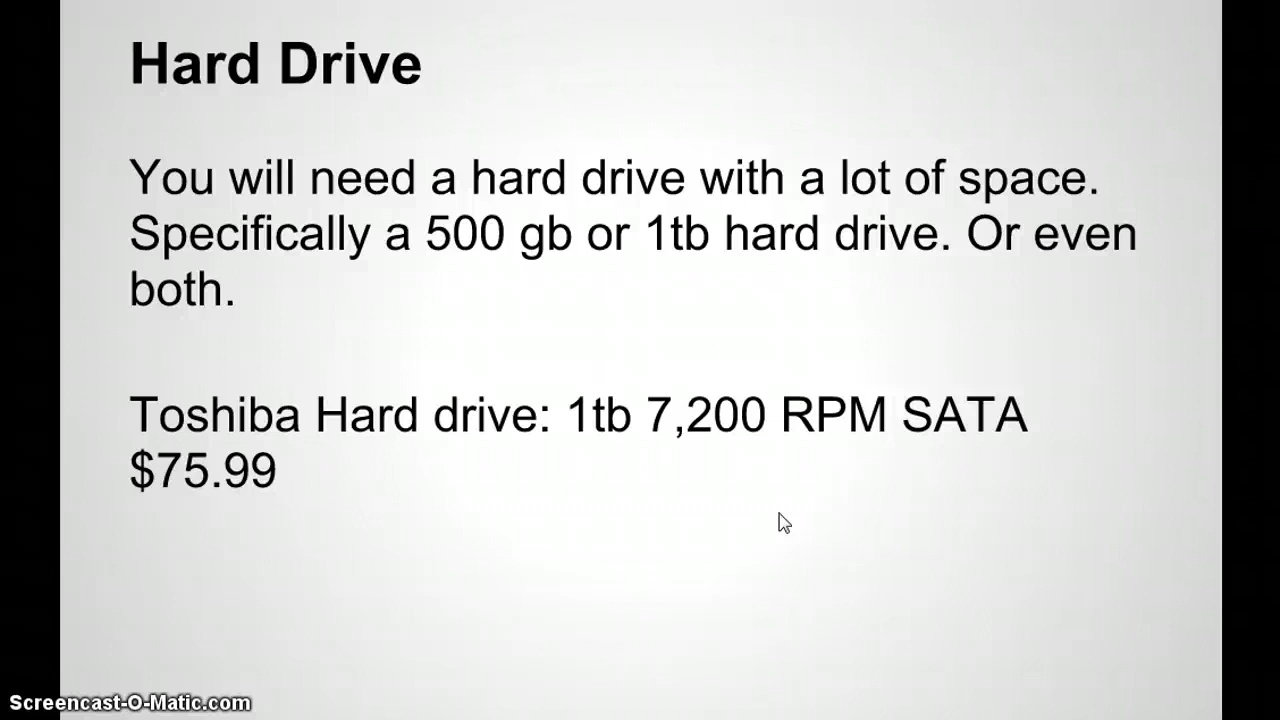 Hard Drive
You will need a hard drive with a lot of space.
Specifically a 500 gb or 1tb hard drive. Or even
both.
Toshiba Hard drive: 1tb 7,200 RPM SATA
$75.99
Screencast-O-Matic.com